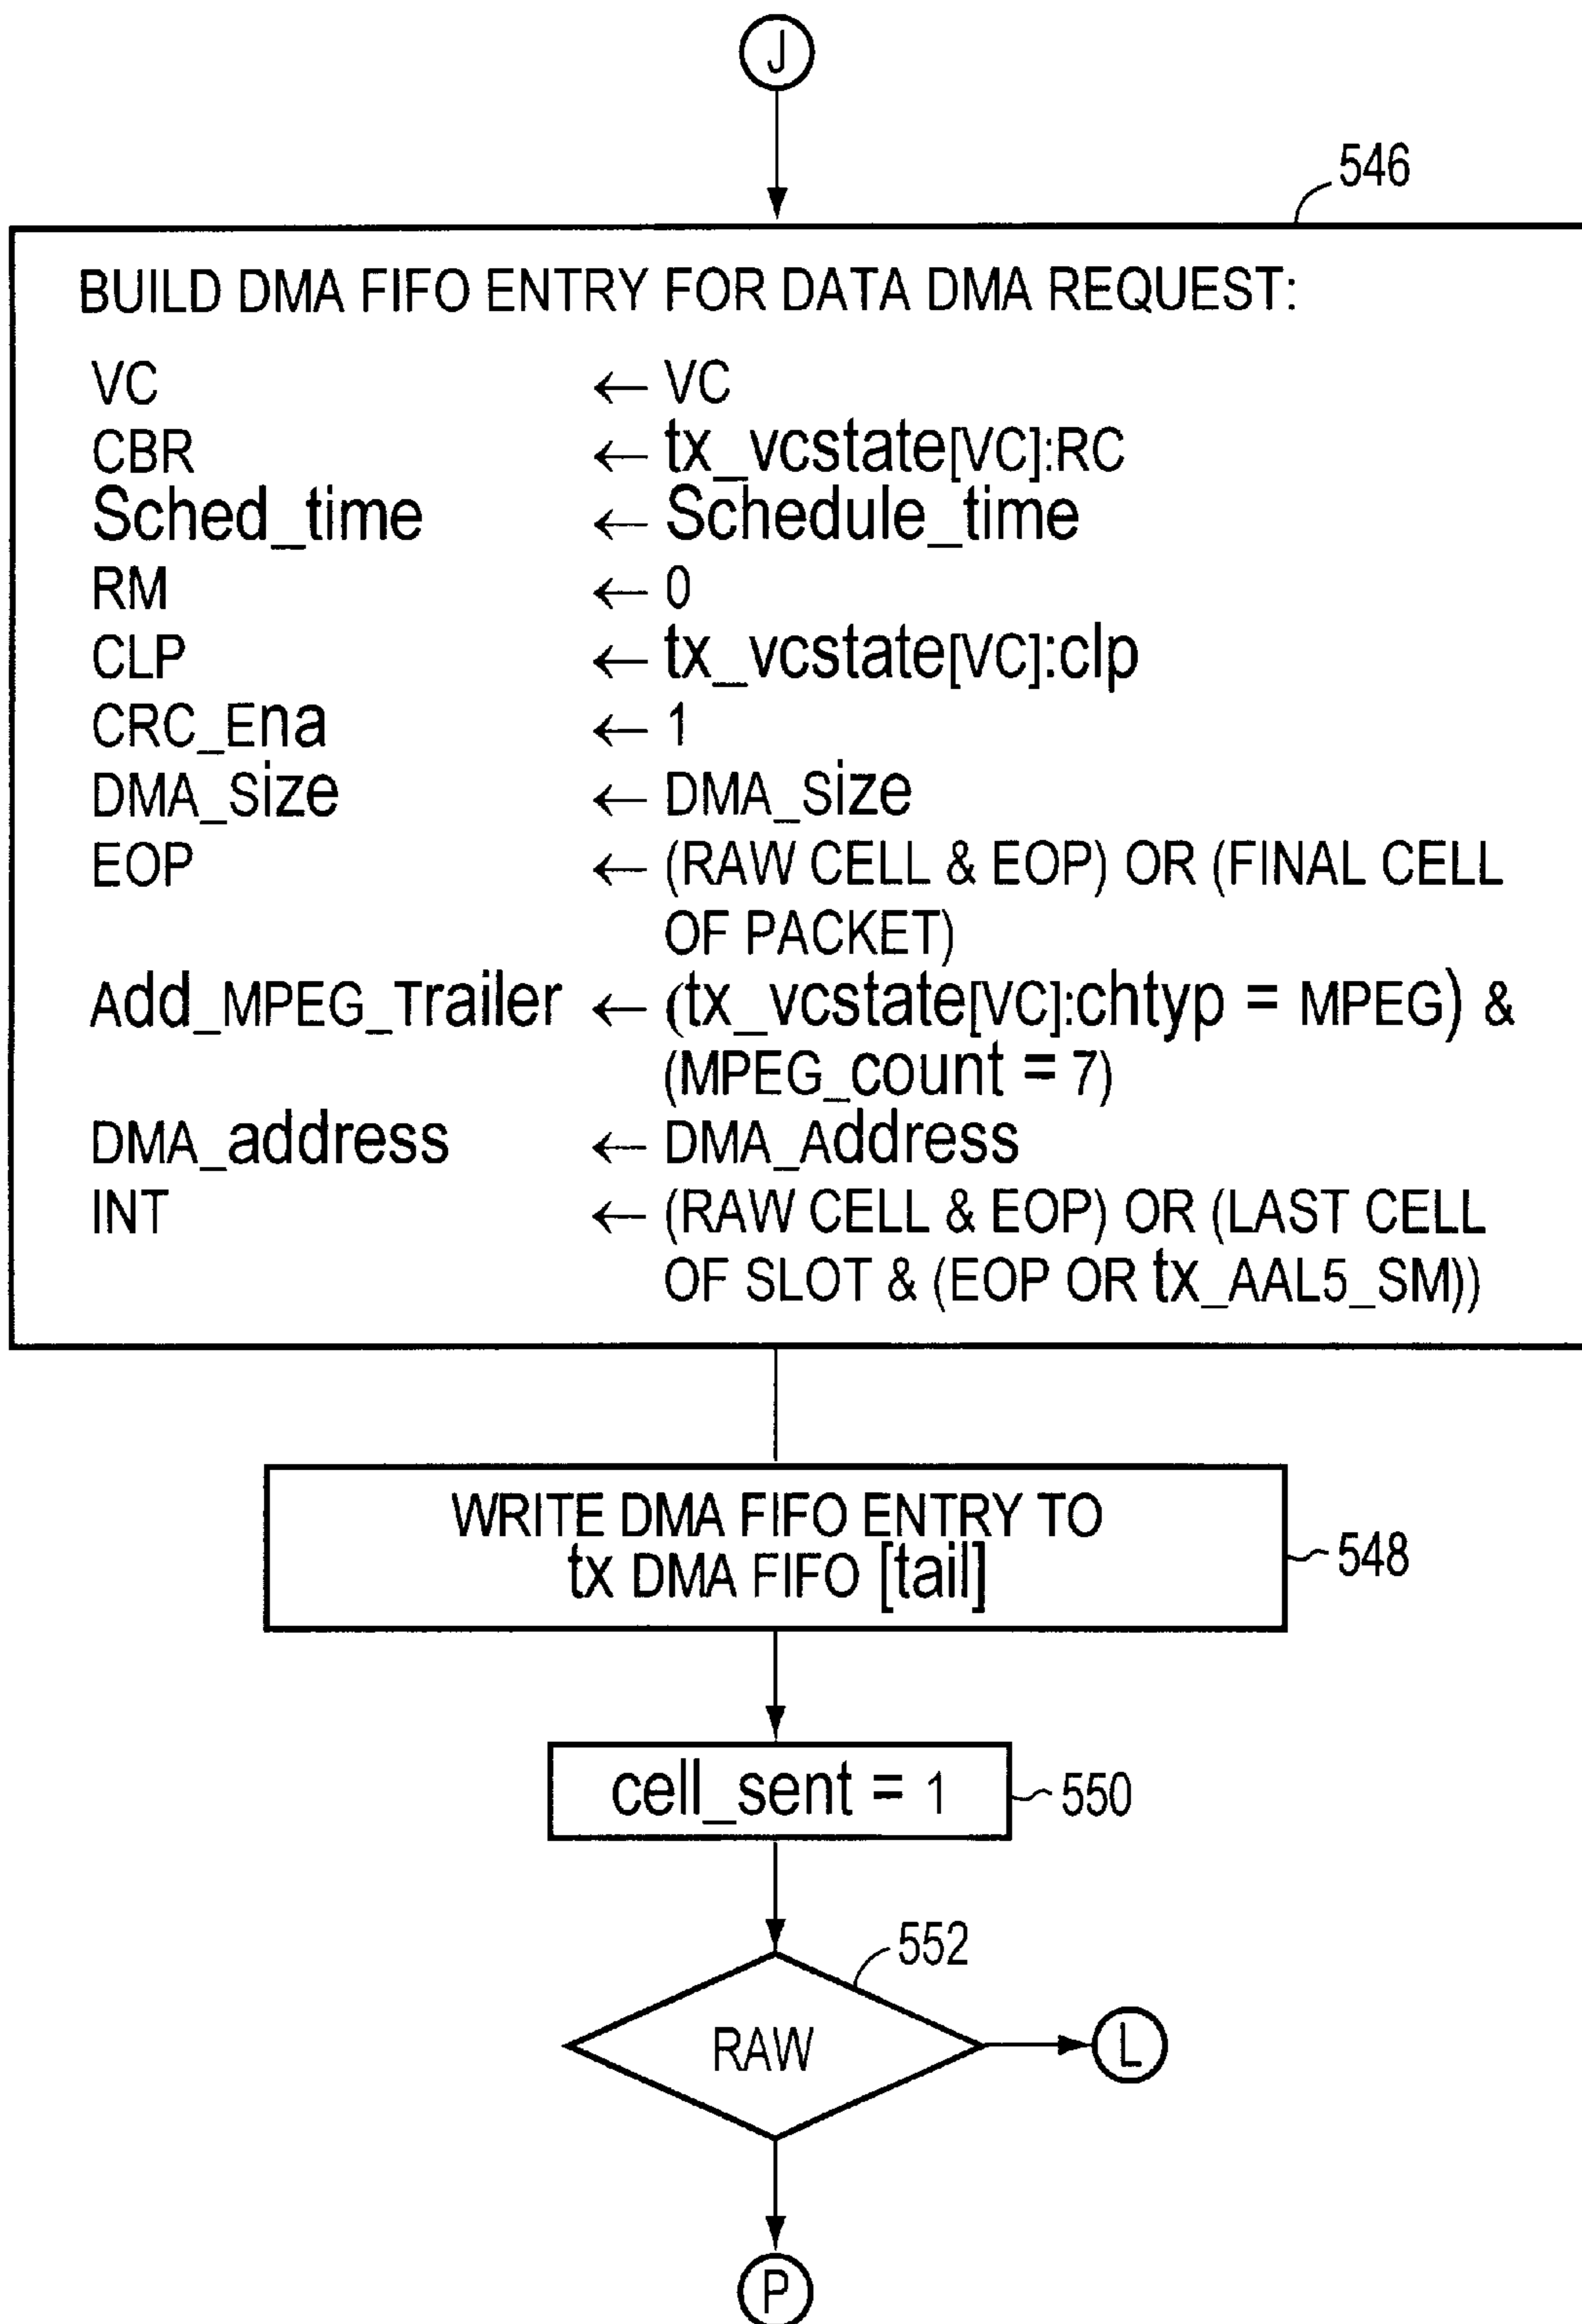 J
546
BUILD DMA FIFO ENTRY FOR DATA DMA REQUEST:
VC ← VC
CBR ← tx_vcstate[VC]:RC
Sched_time ← Schedule_time
RM ← 0
CLP ← tx_vcstate[VC]:clp
CRC_Ena ← 1
DMA_Size ← DMA_Size
EOP ← (RAW CELL & EOP) OR (FINAL CELL
OF PACKET)
Add_MPEG_Trailer ← (tx_vcstate[VC]:chtyp = MPEG) &
(MPEG_count = 7)
DMA_address ← DMA_Address
INT ← (RAW CELL & EOP) OR (LAST CELL
OF SLOT & (EOP OR tx_AAL5_SM))
WRITE DMA FIFO ENTRY TO
tx DMA FIFO [tail]
548
cell_sent = 1
550
552
RAW
L
P